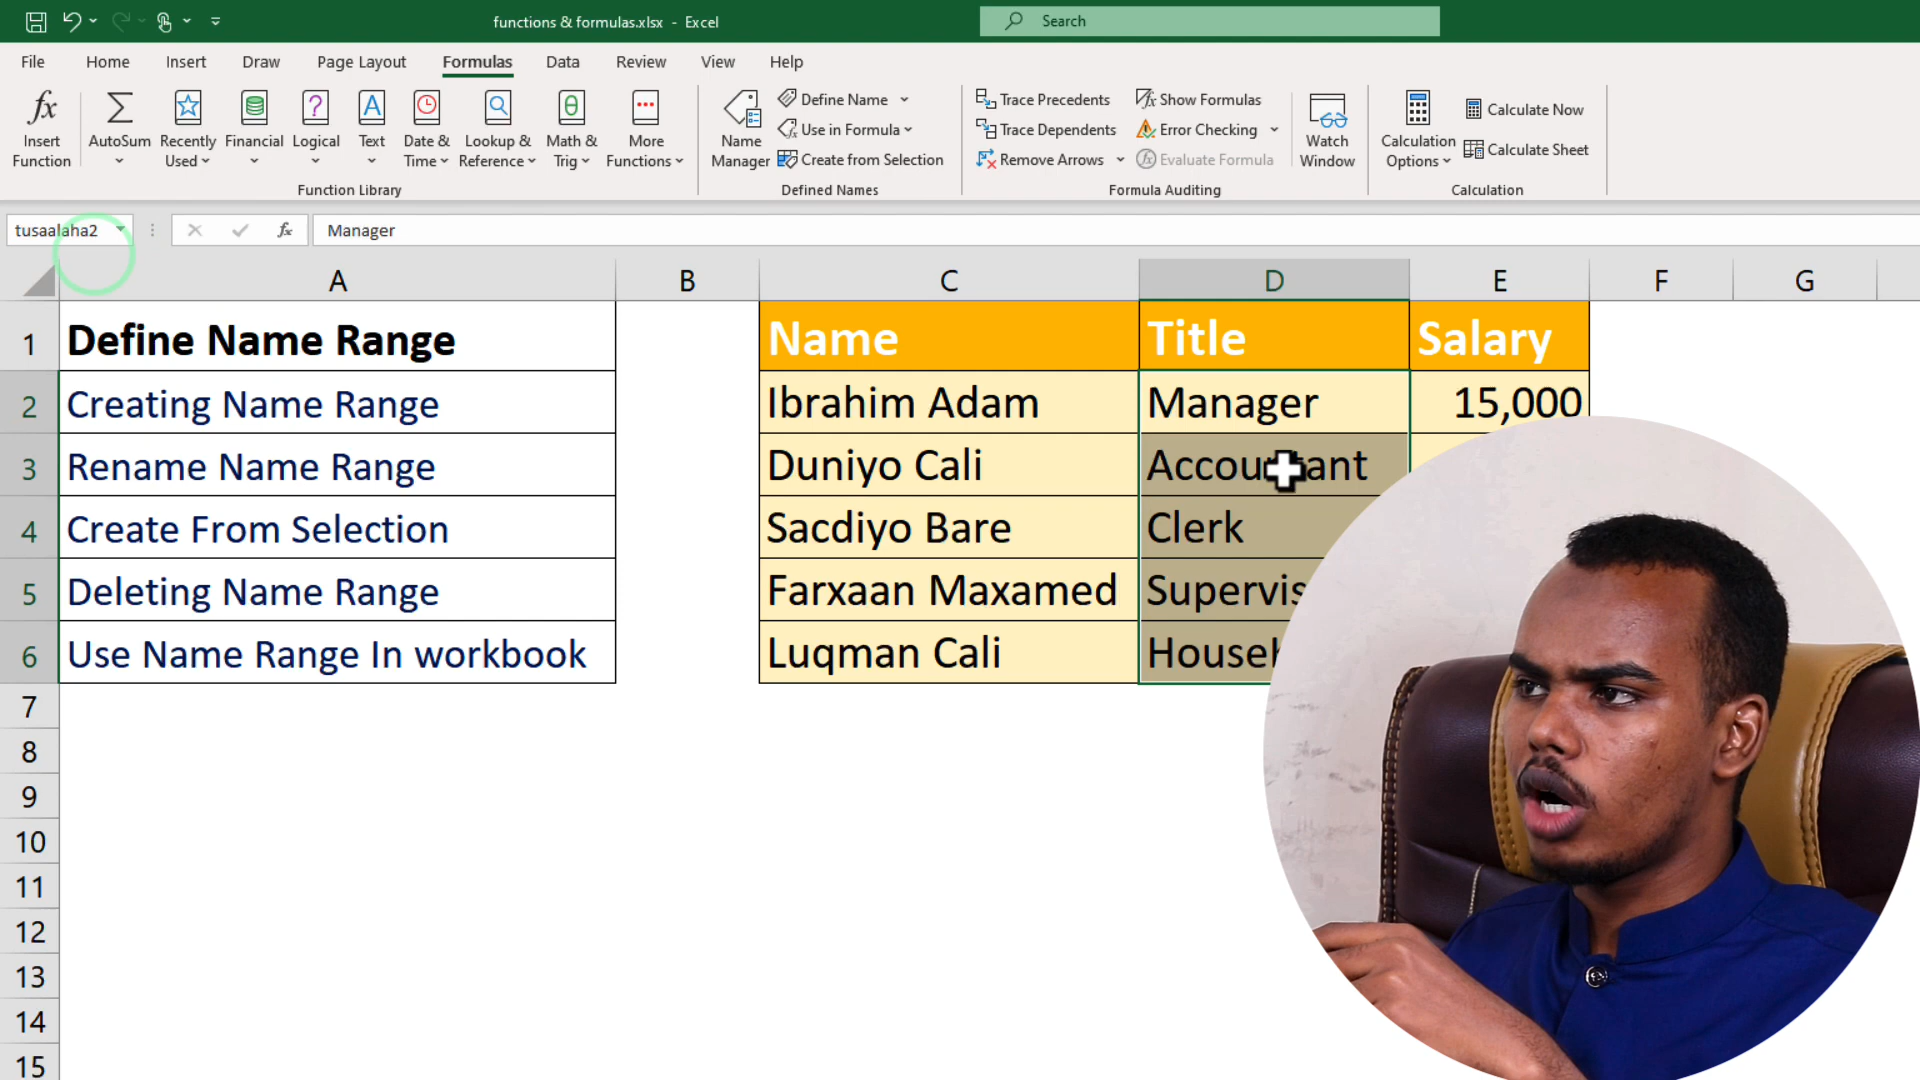 functions & formulas.xlsx - Excel
Search
File Home Insert Draw Page Layout Formulas Data Review View Help
fx Insert Function
AutoSum
Recently Used
Financial
Logical
Text
Date & Time
Lookup & Reference
Math & Trig
More Functions
Function Library
Name Manager
Define Name
Use in Formula
Create from Selection
Defined Names
Trace Precedents
Trace Dependents
Remove Arrows
Show Formulas
Error Checking
Evaluate Formula
Formula Auditing
Watch Window
Calculation Options
Calculate Now
Calculate Sheet
Calculation
tusaalaha2 fx Manager
A B C D E F G
1 Define Name Range Name Title Salary
2 Creating Name Range Ibrahim Adam Manager 15,000
3 Rename Name Range Duniyo Cali Accountant
4 Create From Selection Sacdiyo Bare Clerk
5 Deleting Name Range Farxaan Maxamed
6 Use Name Range In workbook Luqman Cali
7
8
9
10
11
12
13
14
15